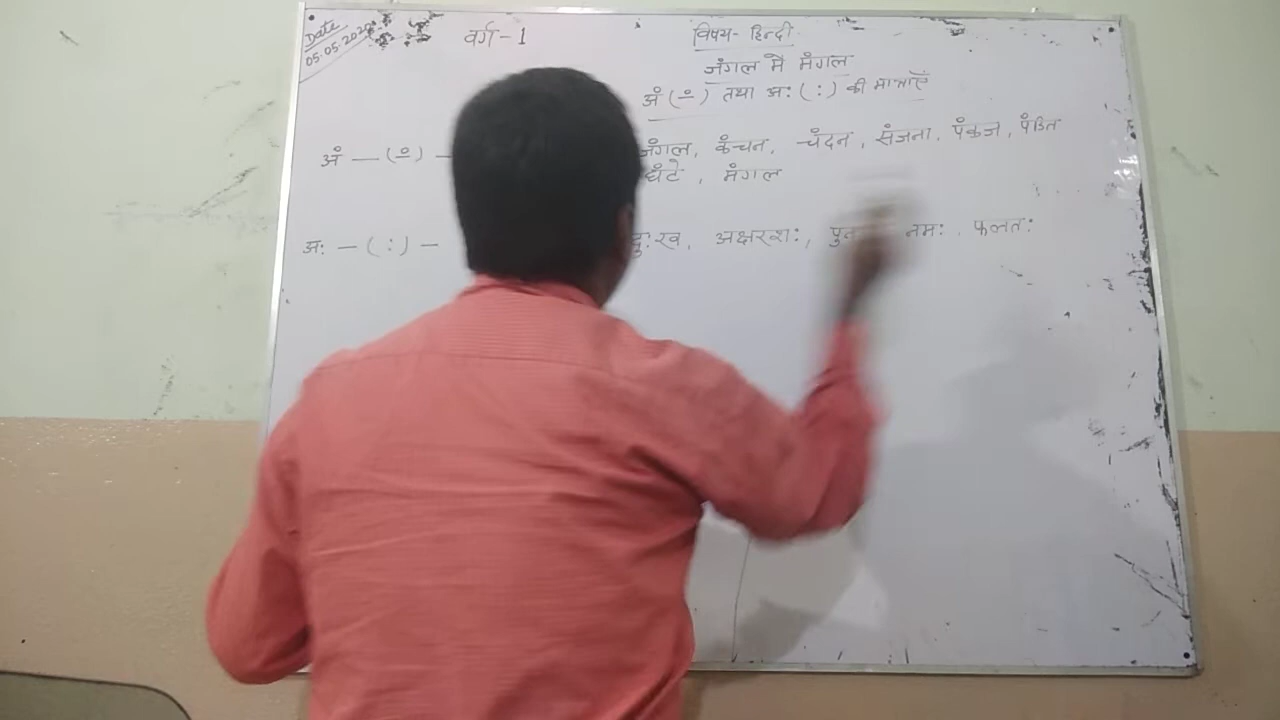 Date
05.05.2020
वर्ग-1
विषय- हिन्दी
जंगल में मंगल
अं (ं) तथा अः (ः) की मात्राएँ
अं — (ं) — जंगल, कंचन, चंदन, संजना, पंकज, पंडित
घंटे, मंगल
अः — (ः) — दुःख, अक्षरशः, नमः, फलतः